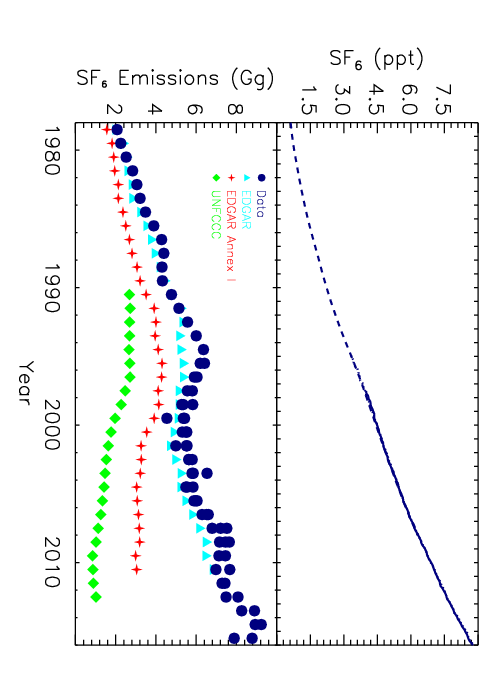 SF6 (ppt)
7.5
6.0
4.5
3.0
1.5
SF6 Emissions (Gg)
8
6
4
2
Data
EDGAR
EDGAR Annex I
UNFCCC
1980
1990
2000
2010
Year